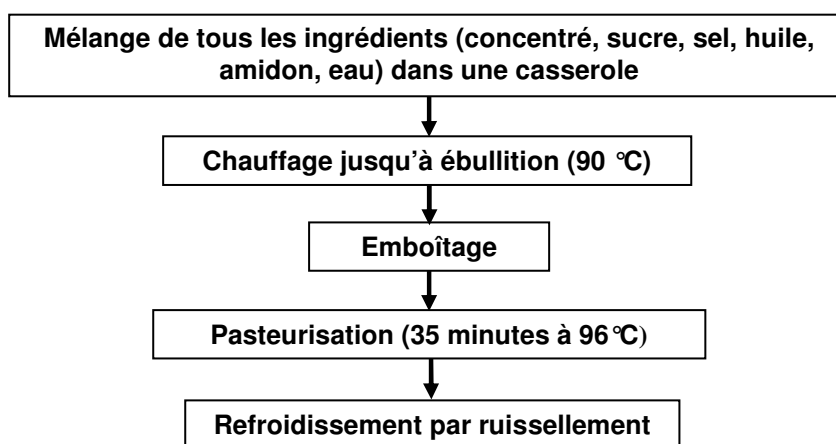 Mélange de tous les ingrédients (concentré, sucre, sel, huile,
amidon, eau) dans une casserole
Chauffage jusqu'à ébullition (90 °C)
Emboîtage
Pasteurisation (35 minutes à 96°C)
Refroidissement par ruissellement